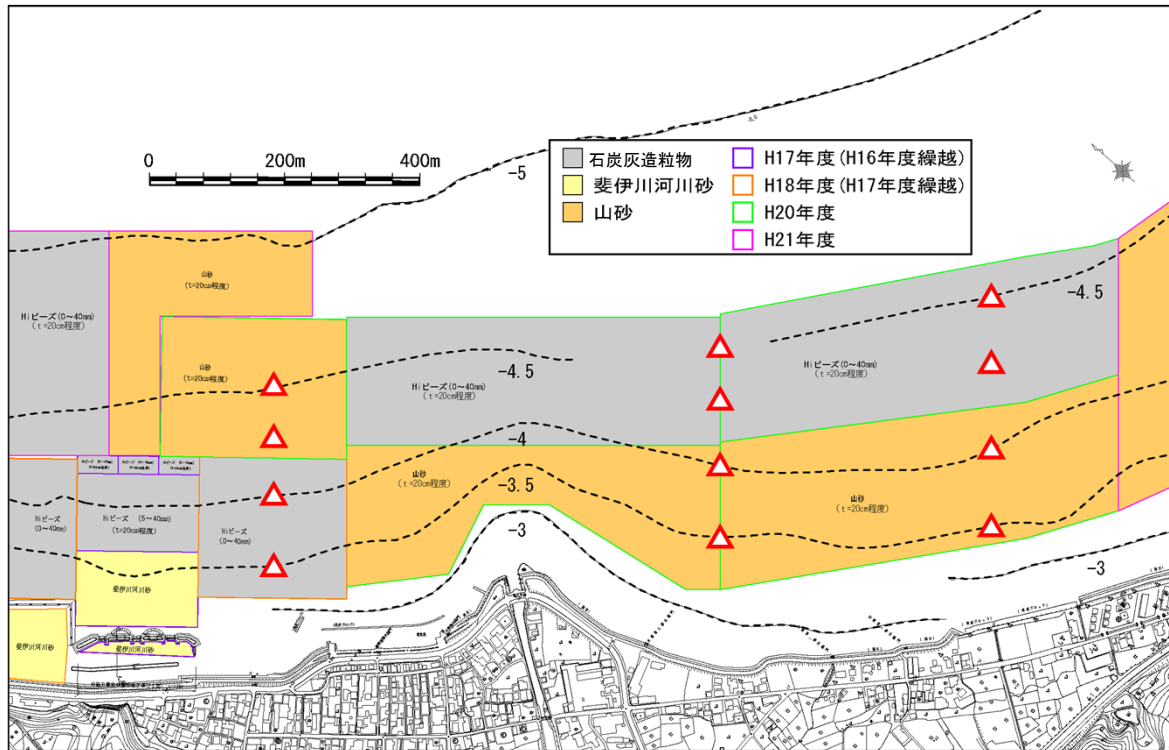 0
200m
400m
-5
石炭灰造粒物
斐伊川河川砂
山砂
H17年度(H16年度繰越)
H18年度(H17年度繰越)
H20年度
H21年度
山砂
(t=20cm程度)
Hiビーズ(0~40mm)
(t=20cm程度)
山砂
(t=20cm程度)
-4.5
Hiビーズ(0~40mm)
(t=20cm程度)
Hiビーズ(0~40mm)
(t=20cm程度)
-4.5
-4
-3.5
山砂
(t=20cm程度)
山砂
(t=20cm程度)
Hiビーズ
(0~40mm)
Hiビーズ (5~40mm)
(t=20cm程度)
Hiビーズ
(0~40mm)
-3
-3
斐伊川河川砂
斐伊川河川砂
斐伊川河川砂